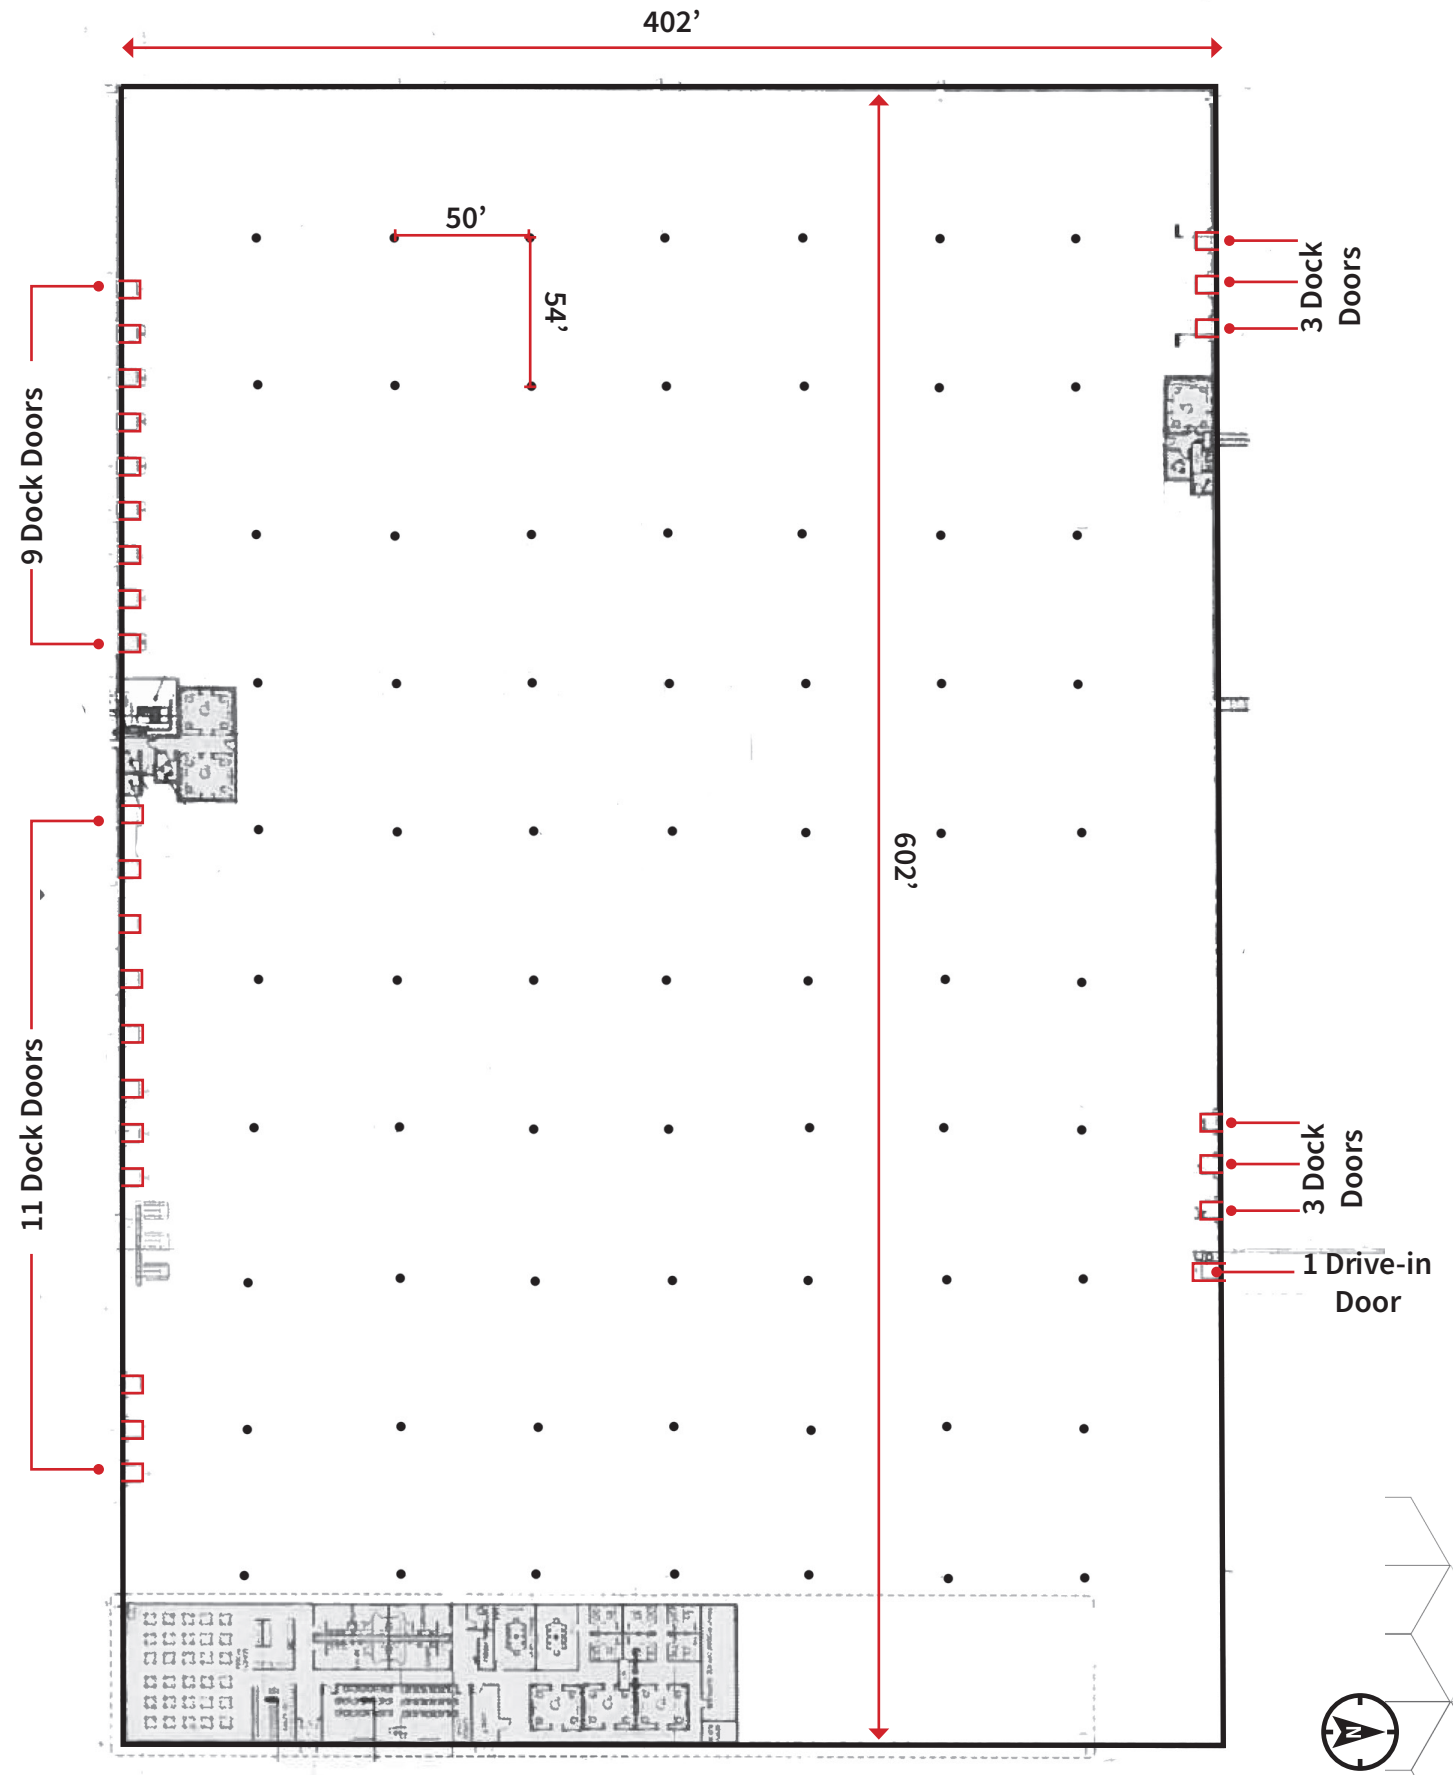 402’
50’
54’
3 Dock
Doors
9 Dock Doors
602’
11 Dock Doors
3 Dock
Doors
1 Drive-in
Door
N